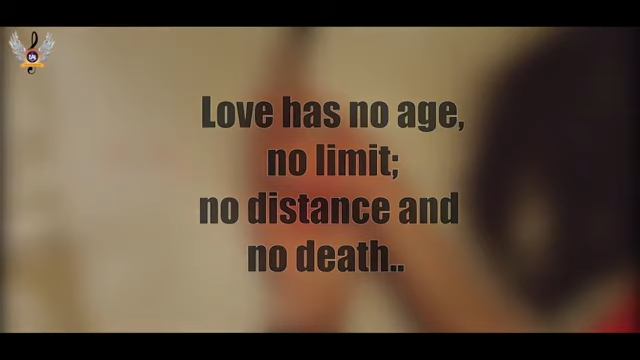 Love has no age,
no limit;
no distance and
no death..